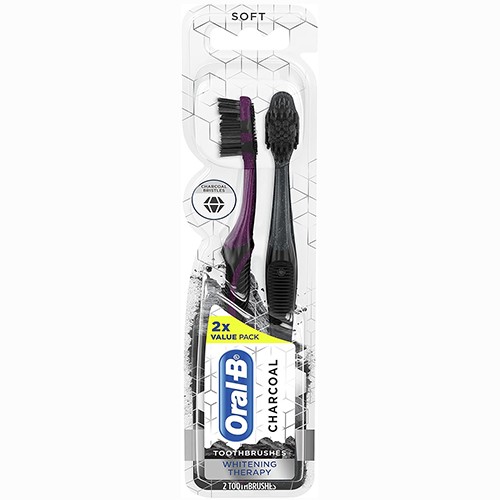 SOFT
CHARCOAL
BRISTLES
2x
VALUE PACK
Oral-B
CHARCOAL
TOOTHBRUSHES
WHITENING
THERAPY
2 TOOTHBRUSHES